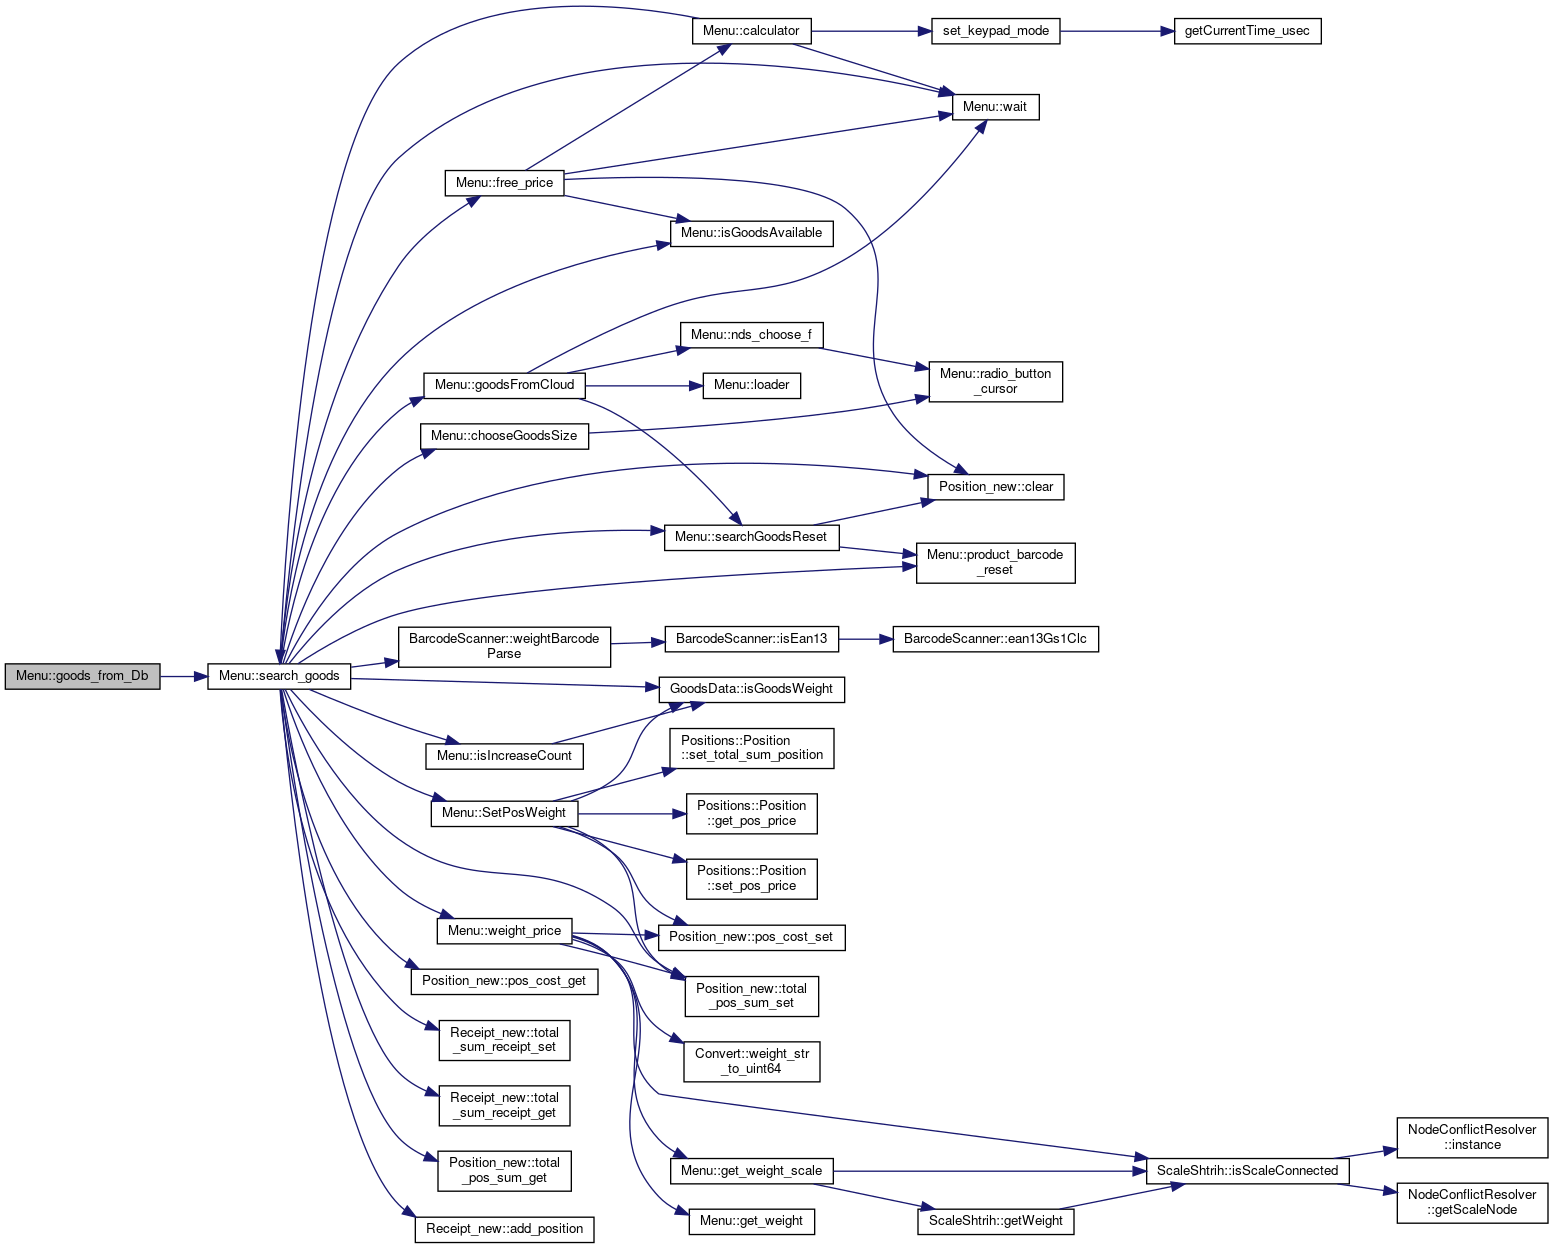 Menu::goods_from_Db
Menu::search_goods
Menu::calculator
set_keypad_mode
getCurrentTime_usec
Menu::wait
Menu::free_price
Menu::isGoodsAvailable
Menu::nds_choose_f
Menu::goodsFromCloud
Menu::loader
Menu::radio_button
_cursor
Menu::chooseGoodsSize
Position_new::clear
Menu::searchGoodsReset
Menu::product_barcode
_reset
BarcodeScanner::weightBarcode
Parse
BarcodeScanner::isEan13
BarcodeScanner::ean13Gs1Clc
GoodsData::isGoodsWeight
Menu::isIncreaseCount
Positions::Position
::set_total_sum_position
Menu::SetPosWeight
Positions::Position
::get_pos_price
Positions::Position
::set_pos_price
Menu::weight_price
Position_new::pos_cost_set
Position_new::pos_cost_get
Position_new::total
_pos_sum_set
Receipt_new::total
_sum_receipt_set
Convert::weight_str
_to_uint64
Receipt_new::total
_sum_receipt_get
Position_new::total
_pos_sum_get
Menu::get_weight_scale
ScaleShtrih::isScaleConnected
NodeConflictResolver
::instance
NodeConflictResolver
::getScaleNode
Receipt_new::add_position
Menu::get_weight
ScaleShtrih::getWeight